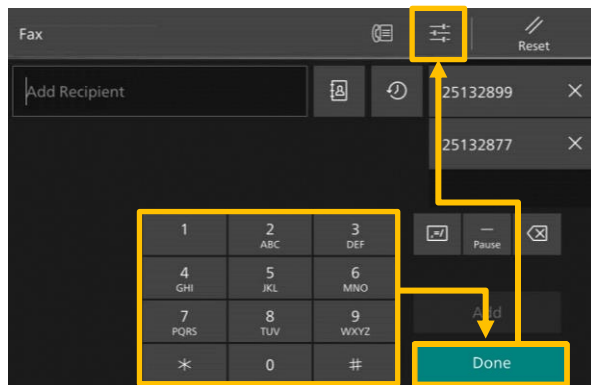 Fax
Reset
Add Recipient
25132899
25132877
1
2
ABC
3
DEF
.=/
Pause
4
GHI
5
JKL
6
MNO
7
PQRS
8
TUV
9
WXYZ
Add
*
0
#
Done